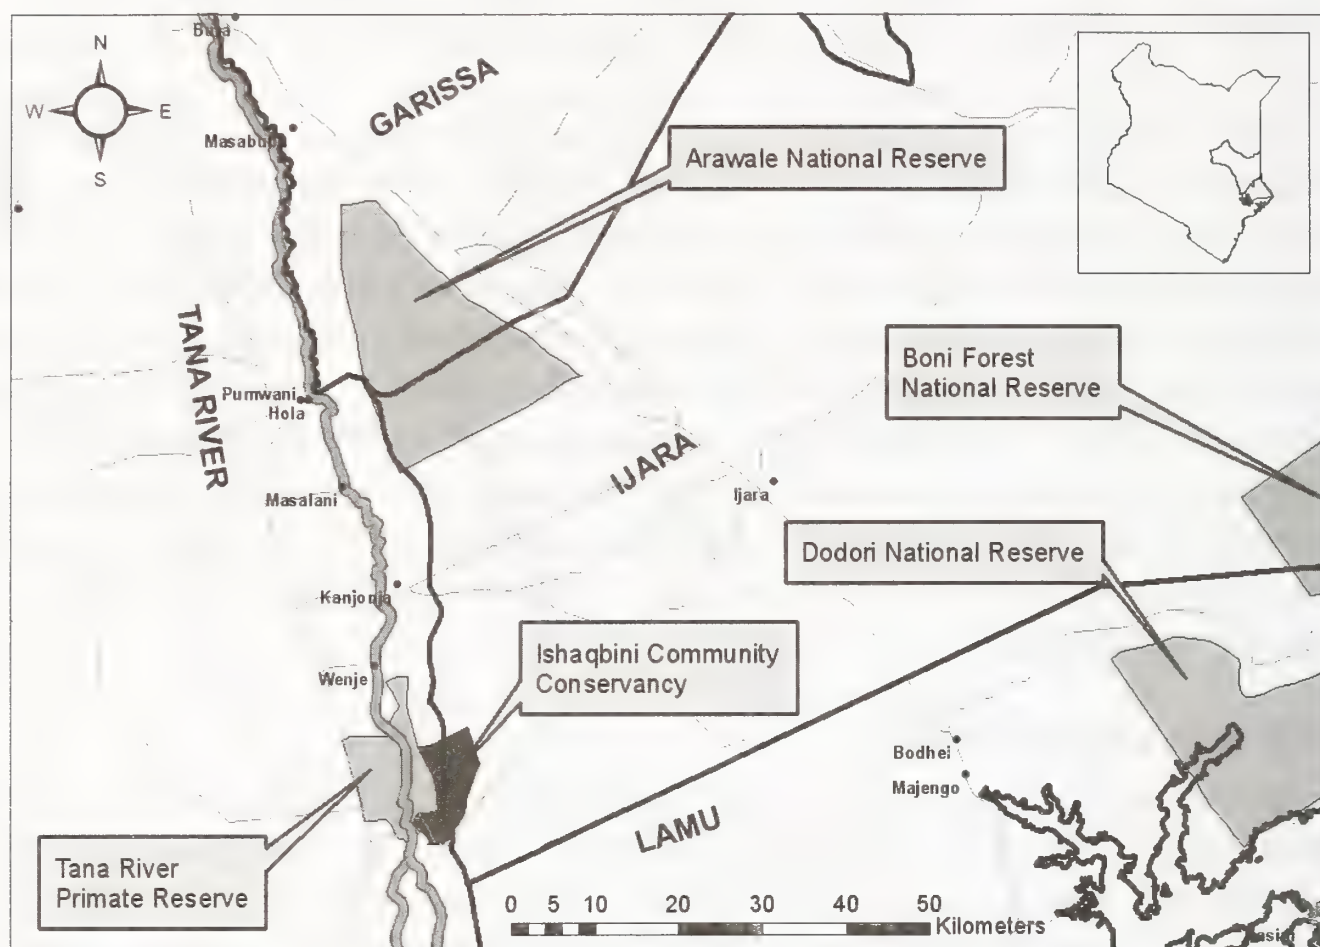 Bura
N
W
E
S
GARISSA
Masabubu
Arawale National Reserve
TANA RIVER
Boni Forest
National Reserve
Pumwani
Hola
IJARA
Masalani
Ijara
Dodori National Reserve
Kanjonja
Ishaqbini Community
Conservancy
Wenje
Bodhei
Majengo
LAMU
Tana River
Primate Reserve
0 5 10 20 30 40 50
Kilometers